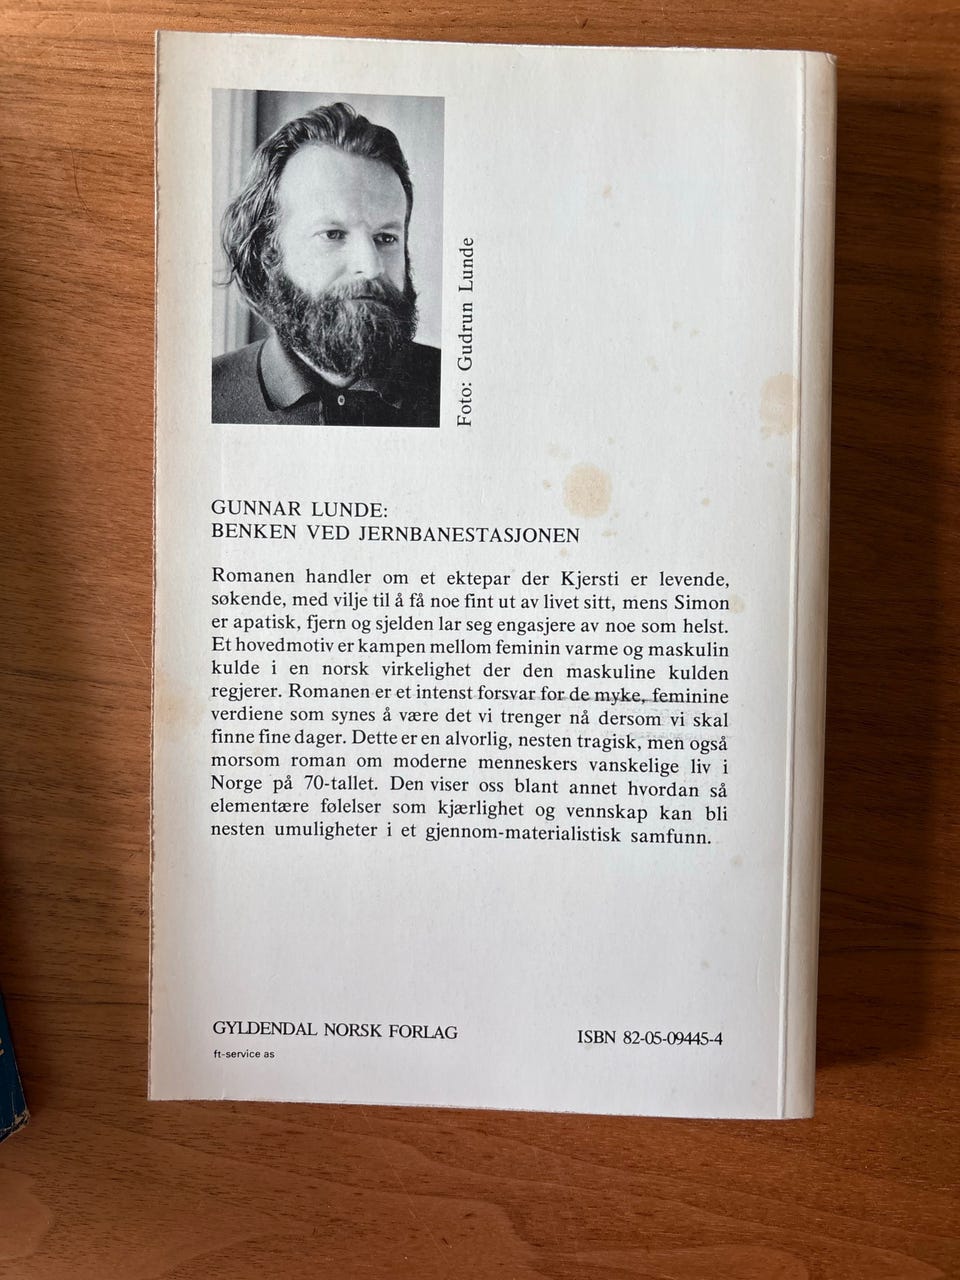 Foto: Gudrun Lunde
GUNNAR LUNDE:
BENKEN VED JERNBANESTASJONEN
Romanen handler om et ektepar der Kjersti er levende,
søkende, med vilje til å få noe fint ut av livet sitt, mens Simon
er apatisk, fjern og sjelden lar seg engasjere av noe som helst.
Et hovedmotiv er kampen mellom feminin varme og maskulin
kulde i en norsk virkelighet der den maskuline kulden
regjerer. Romanen er et intenst forsvar for de myke, feminine
verdiene som synes å være det vi trenger nå dersom vi skal
finne fine dager. Dette er en alvorlig, nesten tragisk, men også
morsom roman om moderne menneskers vanskelige liv i
Norge på 70-tallet. Den viser oss blant annet hvordan så
elementære følelser som kjærlighet og vennskap kan bli
nesten umuligheter i et gjennom-materialistisk samfunn.
GYLDENDAL NORSK FORLAG
ISBN 82-05-09445-4
ft-service as